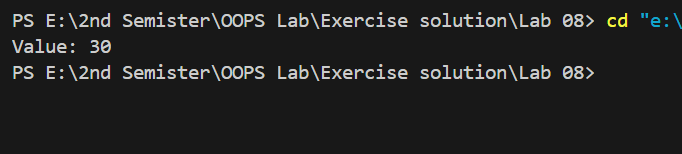 PS E:\2nd Semister\OOPS Lab\Exercise solution\Lab 08> cd "e:\
Value: 30
PS E:\2nd Semister\OOPS Lab\Exercise solution\Lab 08>